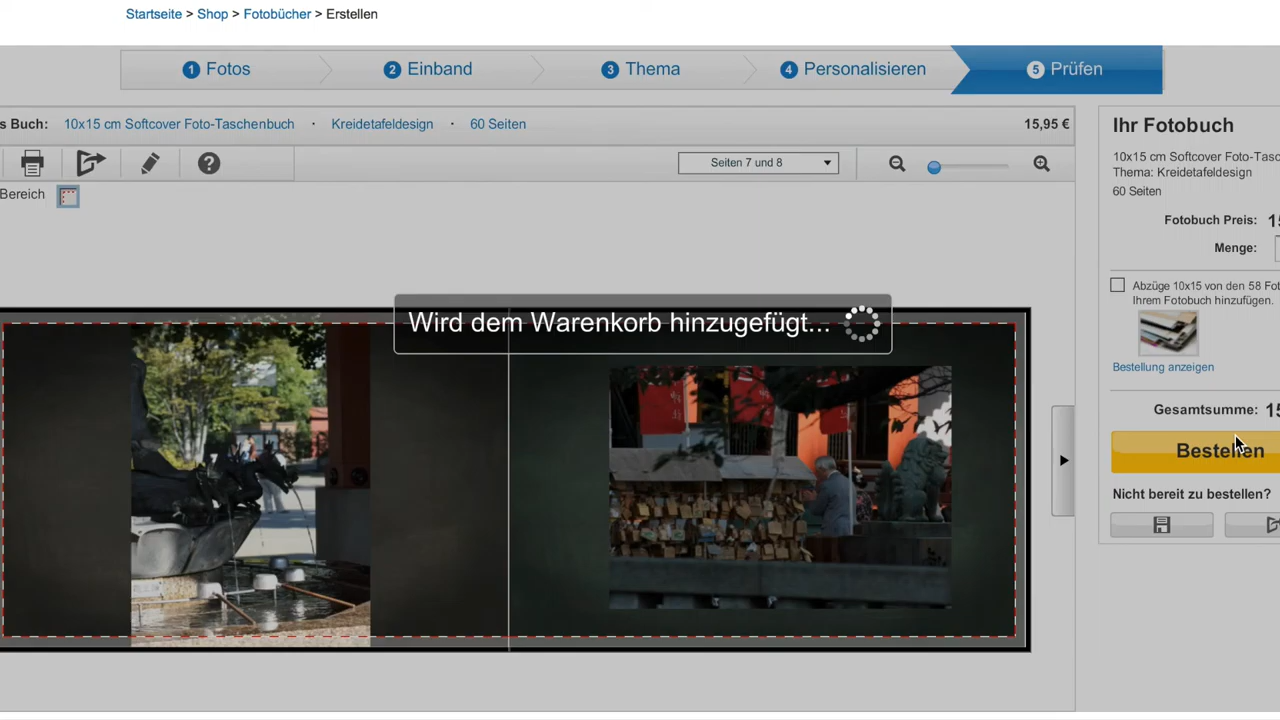 Startseite > Shop > Fotobücher > Erstellen
1 Fotos
2 Einband
3 Thema
4 Personalisieren
5 Prüfen
s Buch: 10x15 cm Softcover Foto-Taschenbuch · Kreidetafeldesign · 60 Seiten
15,95 €
Seiten 7 und 8
Bereich
Wird dem Warenkorb hinzugefügt...
Ihr Fotobuch
10x15 cm Softcover Foto-Tasc
Thema: Kreidetafeldesign
60 Seiten
Fotobuch Preis: 15
Menge:
Abzüge 10x15 von den 58 Fot
Ihrem Fotobuch hinzufügen.
Bestellung anzeigen
Gesamtsumme: 15
Bestellen
Nicht bereit zu bestellen?